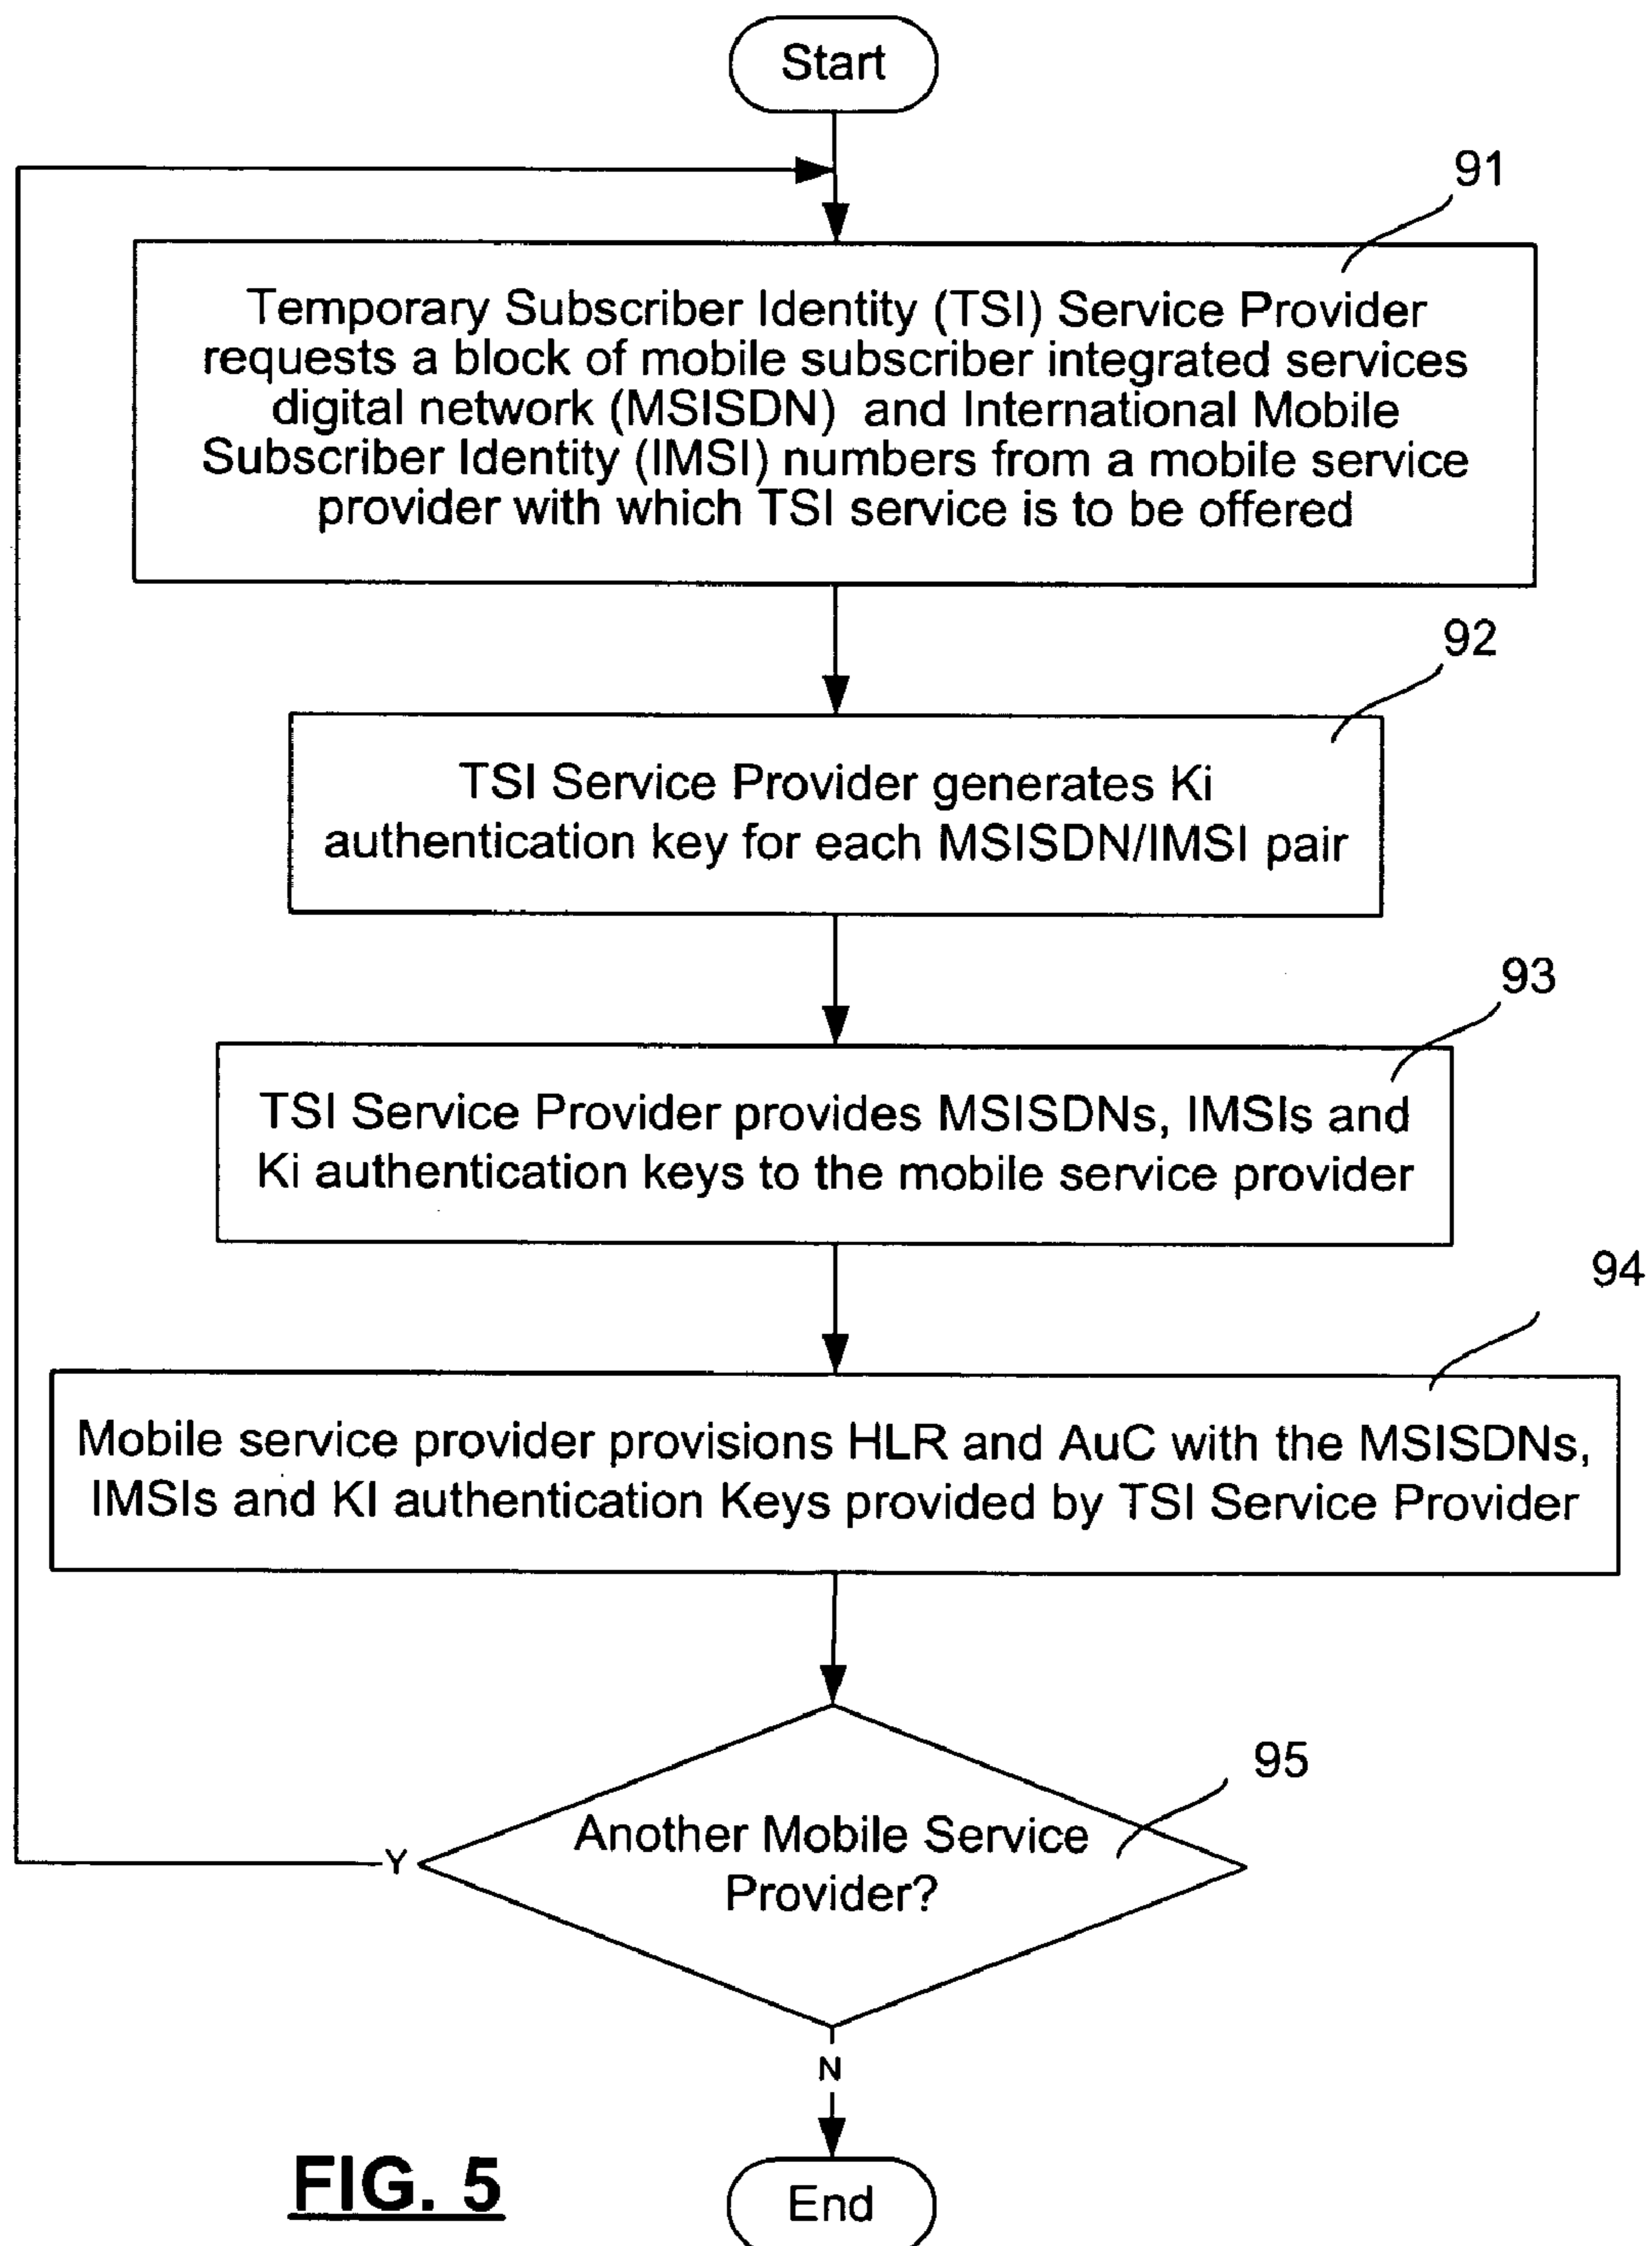 Start
91
Temporary Subscriber Identity (TSI) Service Provider
requests a block of mobile subscriber integrated services
digital network (MSISDN) and International Mobile
Subscriber Identity (IMSI) numbers from a mobile service
provider with which TSI service is to be offered
92
TSI Service Provider generates Ki
authentication key for each MSISDN/IMSI pair
93
TSI Service Provider provides MSISDNs, IMSIs and
Ki authentication keys to the mobile service provider
94
Mobile service provider provisions HLR and AuC with the MSISDNs,
IMSIs and KI authentication Keys provided by TSI Service Provider
95
Another Mobile Service
Provider?
Y
N
End
FIG. 5